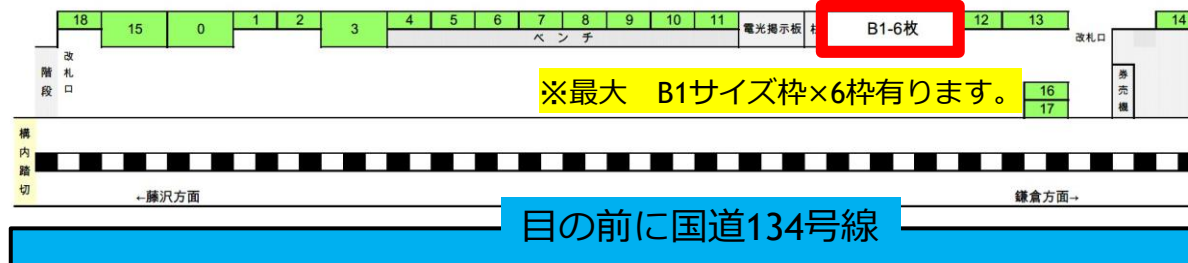 18
15
0
1
2
3
4
5
6
7
8
9
10
11
電光掲示板
B1-6枚
12
13
14
ベンチ
改札口
改札口
階段
※最大　B1サイズ枠×6枠有ります。
16
17
券売機
構内踏切
←藤沢方面
鎌倉方面→
目の前に国道134号線